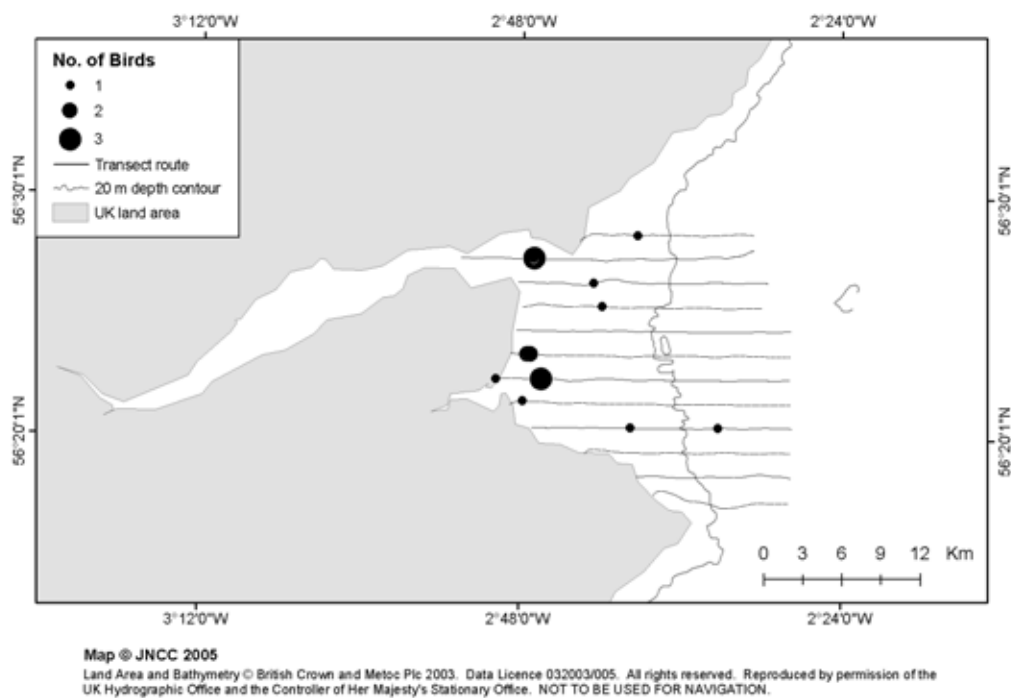 3°12'0"W 2°48'0"W 2°24'0"W
No. of Birds
1
2
3
Transect route
20 m depth contour
UK land area
56°30'1"N
56°30'1"N
56°20'1"N
56°20'1"N
0 3 6 9 12 Km
3°12'0"W 2°48'0"W 2°24'0"W
Map © JNCC 2005
Land Area and Bathymetry © British Crown and Metoc Plc 2003. Data Licence 032003/005. All rights reserved. Reproduced by permission of the
UK Hydrographic Office and the Controller of Her Majesty's Stationary Office. NOT TO BE USED FOR NAVIGATION.